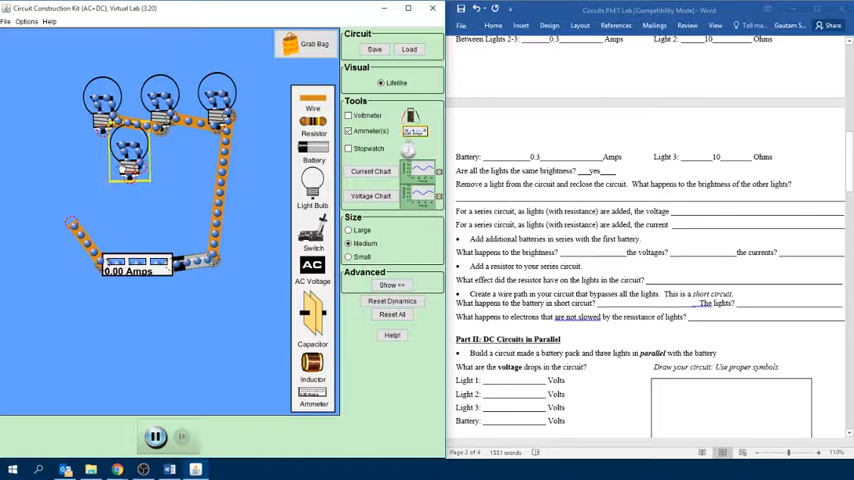 Circuit Construction Kit (AC+DC), Virtual Lab (3.20)
File Options Help
Grab Bag
Wire
Resistor
Battery
Light Bulb
Switch
AC
AC Voltage
Capacitor
Inductor
Ammeter
0.00 Amps
Circuit
Save Load
Visual
Lifelike
Tools
Voltmeter
Ammeter(s)
Stopwatch
Current Chart
Voltage Chart
Size
Large
Medium
Small
Advanced
Show >>
Reset Dynamics
Reset All
Help!
Circuits PhET Lab [Compatibility Mode] - Word
Gautam S...
File Home Insert Design Layout References Mailings Review View Tell me... Share
Between Lights 2-3: ______0.3__________ Amps Light 2: _____10_______ Ohms
Battery: ___________0.3______________Amps Light 3: ______10________ Ohms
Are all the lights the same brightness? ___yes____
Remove a light from the circuit and reclose the circuit. What happens to the brightness of the other lights?
For a series circuit, as lights (with resistance) are added, the voltage
For a series circuit, as lights (with resistance) are added, the current
• Add additional batteries in series with the first battery.
What happens to the brightness? ______________the voltages? ______________the currents? ______________
• Add a resistor to your series circuit.
What effect did the resistor have on the lights in the circuit?
• Create a wire path in your circuit that bypasses all the lights. This is a short circuit.
What happens to the battery in short circuit? ____________________ The lights?
What happens to electrons that are not slowed by the resistance of lights?
Part II: DC Circuits in Parallel
• Build a circuit made a battery pack and three lights in parallel with the battery
What are the voltage drops in the circuit? Draw your circuit: Use proper symbols.
Light 1: ______________ Volts
Light 2: ______________ Volts
Light 3: ______________ Volts
Battery: ______________ Volts
Page 2 of 4 1551 words 110%